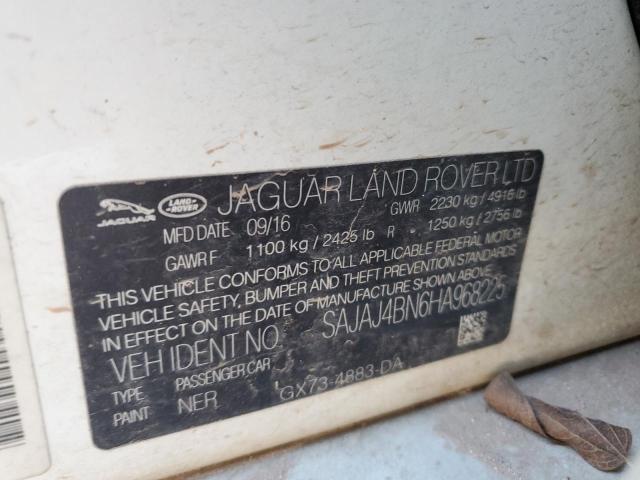 JAGUAR LAND-ROVER JAGUAR LAND ROVER LTD
MFD DATE 09/16 GVWR 2230 kg / 4916 lb
GAWR F 1100 kg / 2425 lb R 1250 kg / 2756 lb
THIS VEHICLE CONFORMS TO ALL APPLICABLE FEDERAL MOTOR
VEHICLE SAFETY, BUMPER AND THEFT PREVENTION STANDARDS
IN EFFECT ON THE DATE OF MANUFACTURE SHOWN ABOVE.
VEH IDENT NO. SAJAJ4BN6HA968225
TYPE PASSENGER CAR
PAINT NER GX73-4883-DA